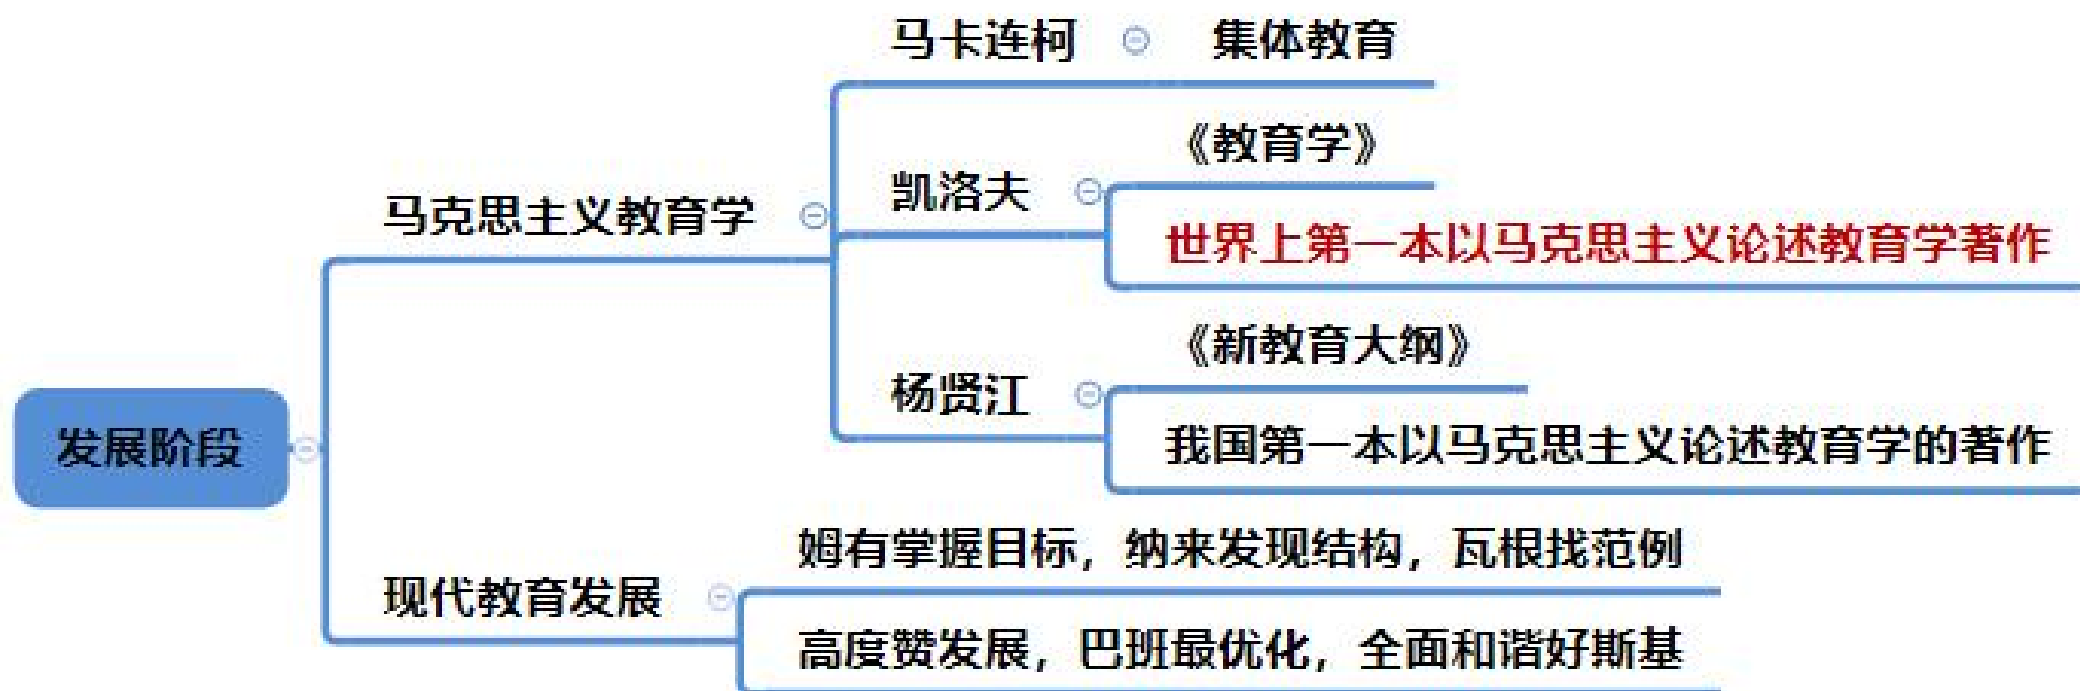 马卡连柯 集体教育
《教育学》
凯洛夫
马克思主义教育学
世界上第一本以马克思主义论述教育学著作
《新教育大纲》
杨贤江
发展阶段
我国第一本以马克思主义论述教育学的著作
姆有掌握目标，纳来发现结构，瓦根找范例
现代教育发展
高度赞发展，巴班最优化，全面和谐好斯基